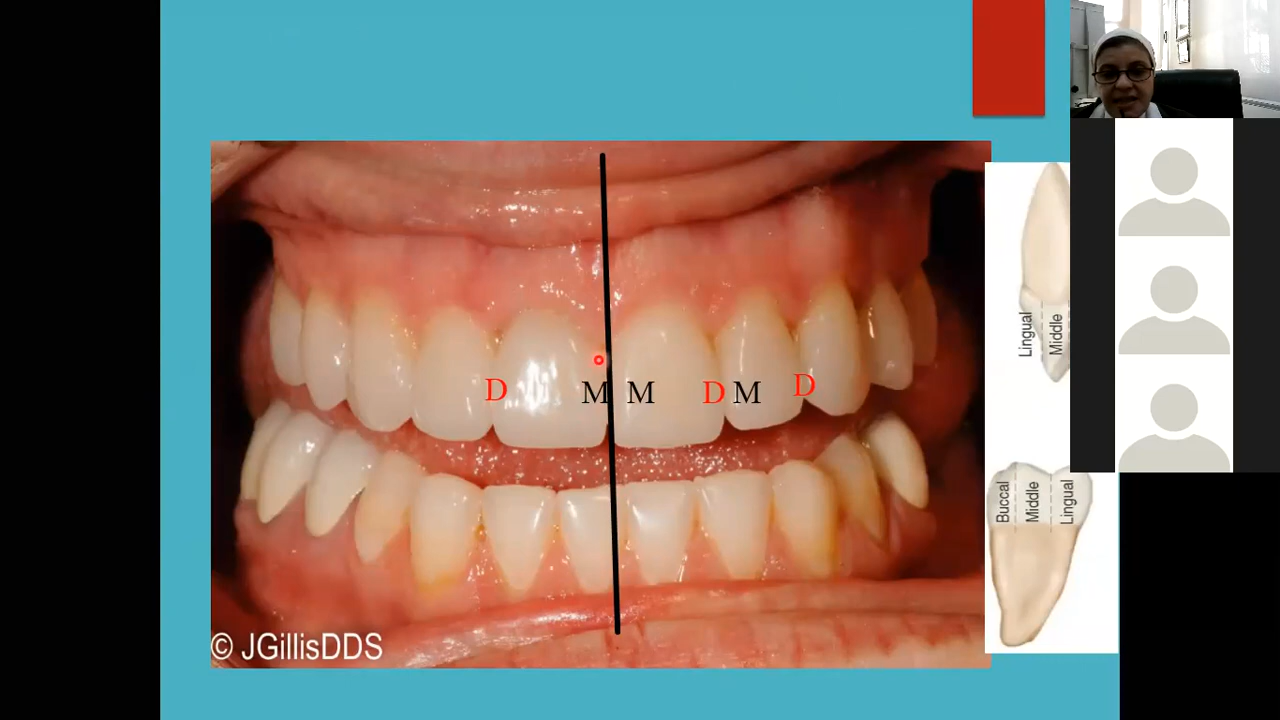 D
M
M
D
M
D
Lingual
Middle
Buccal
Middle
Lingual
© JGillisDDS